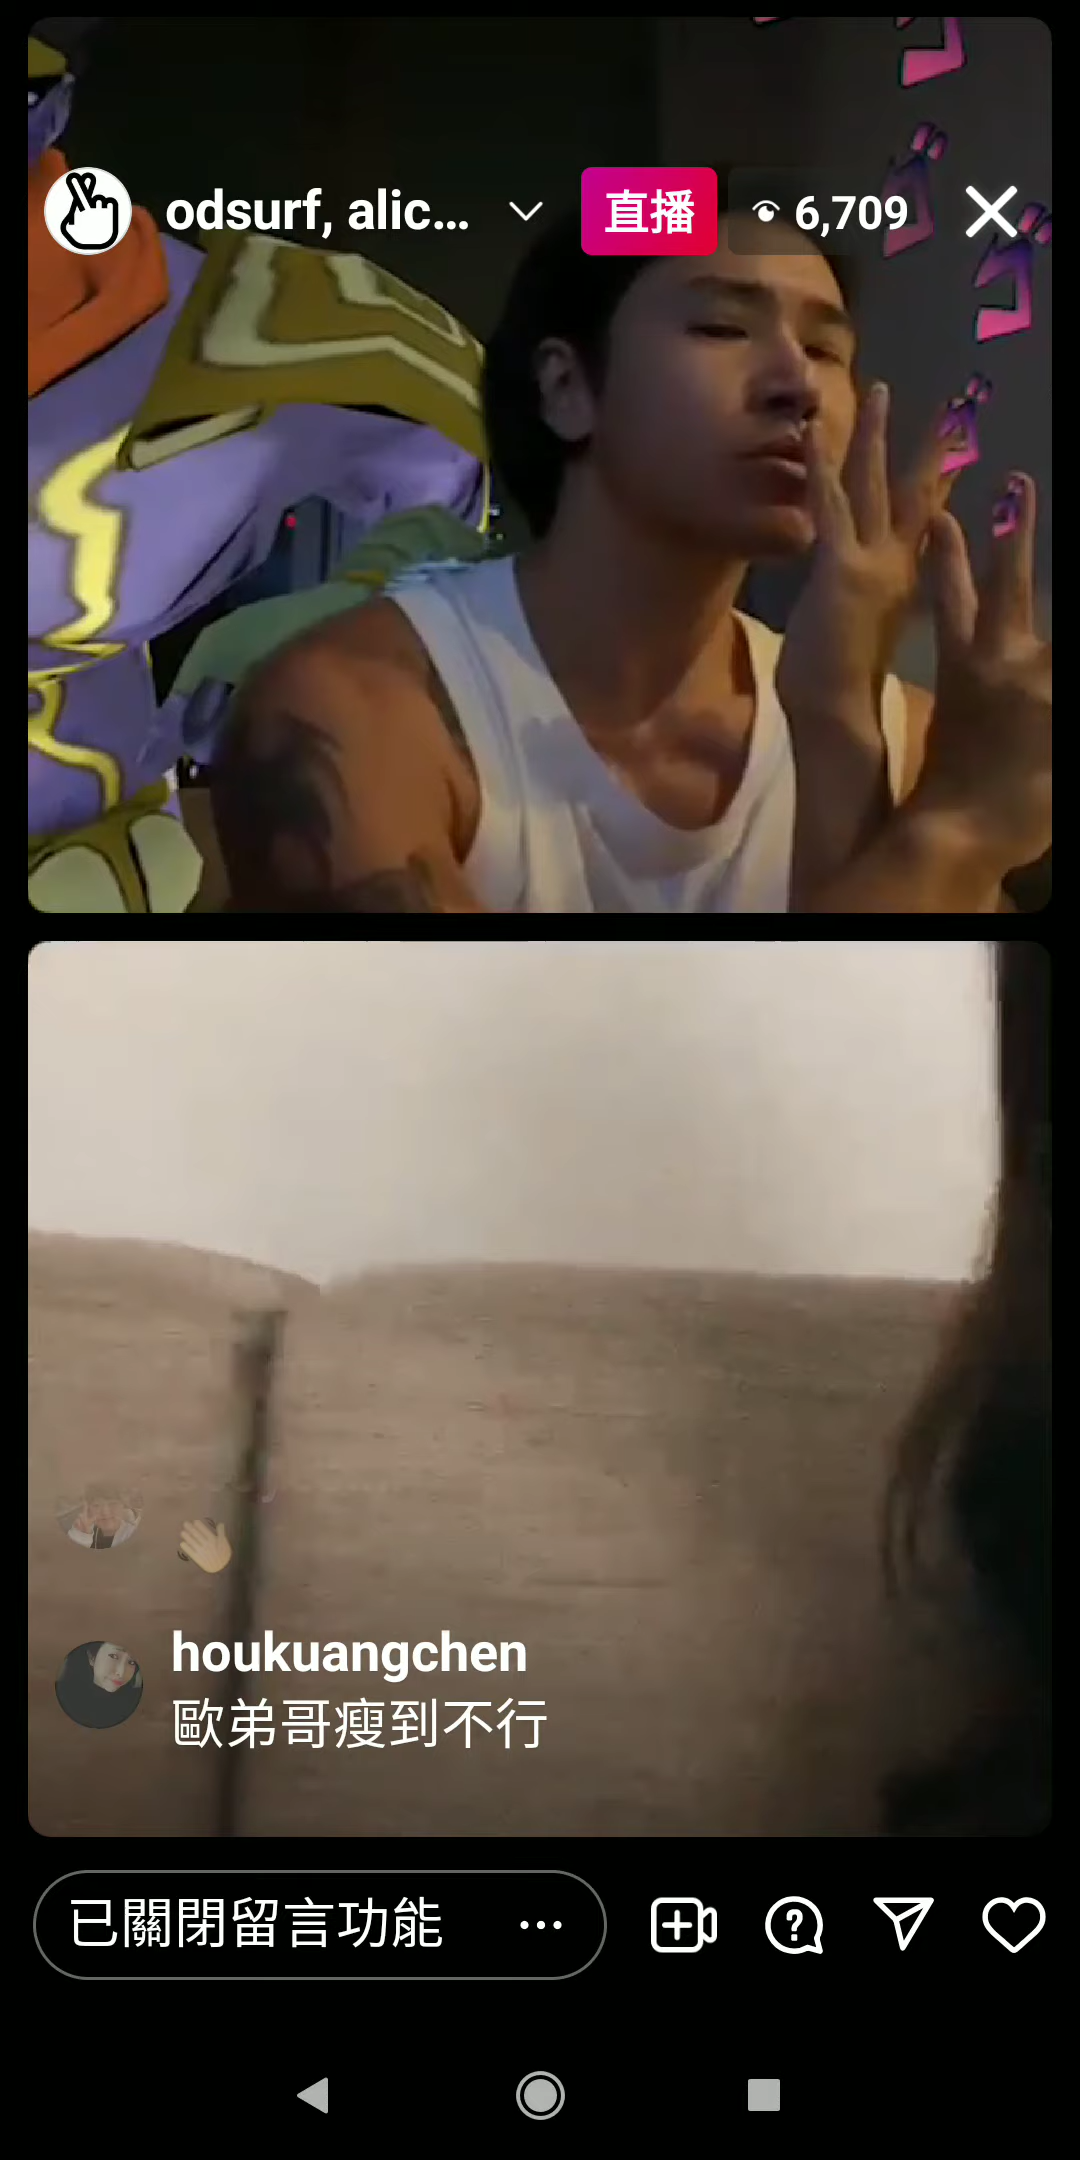 odsurf, alic...
直播
6,709
houkuangchen
歐弟哥瘦到不行
已關閉留言功能